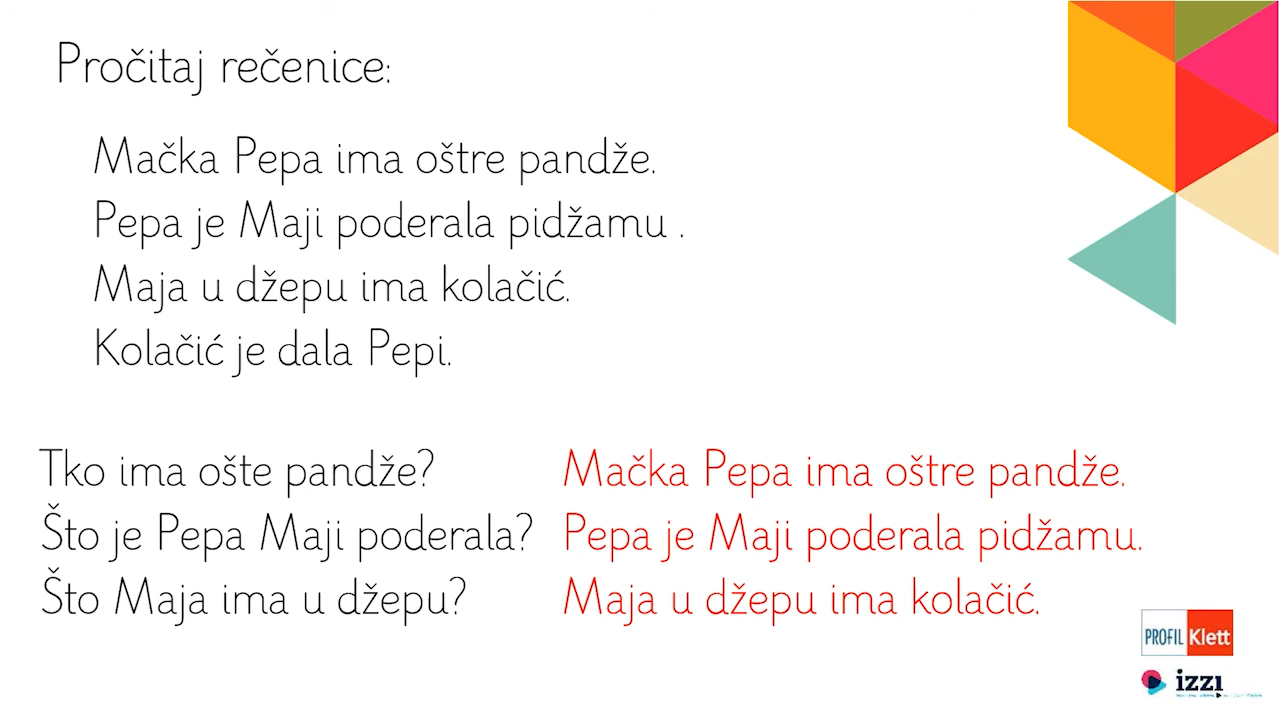 Pročitaj rečenice:
Mačka Pepa ima oštre pandže.
Pepa je Maji poderala pidžamu .
Maja u džepu ima kolačić.
Kolačić je dala Pepi.
Tko ima ošte pandže? Mačka Pepa ima oštre pandže.
Što je Pepa Maji poderala? Pepa je Maji poderala pidžamu.
Što Maja ima u džepu? Maja u džepu ima kolačić.
PROFIL Klett
izzi